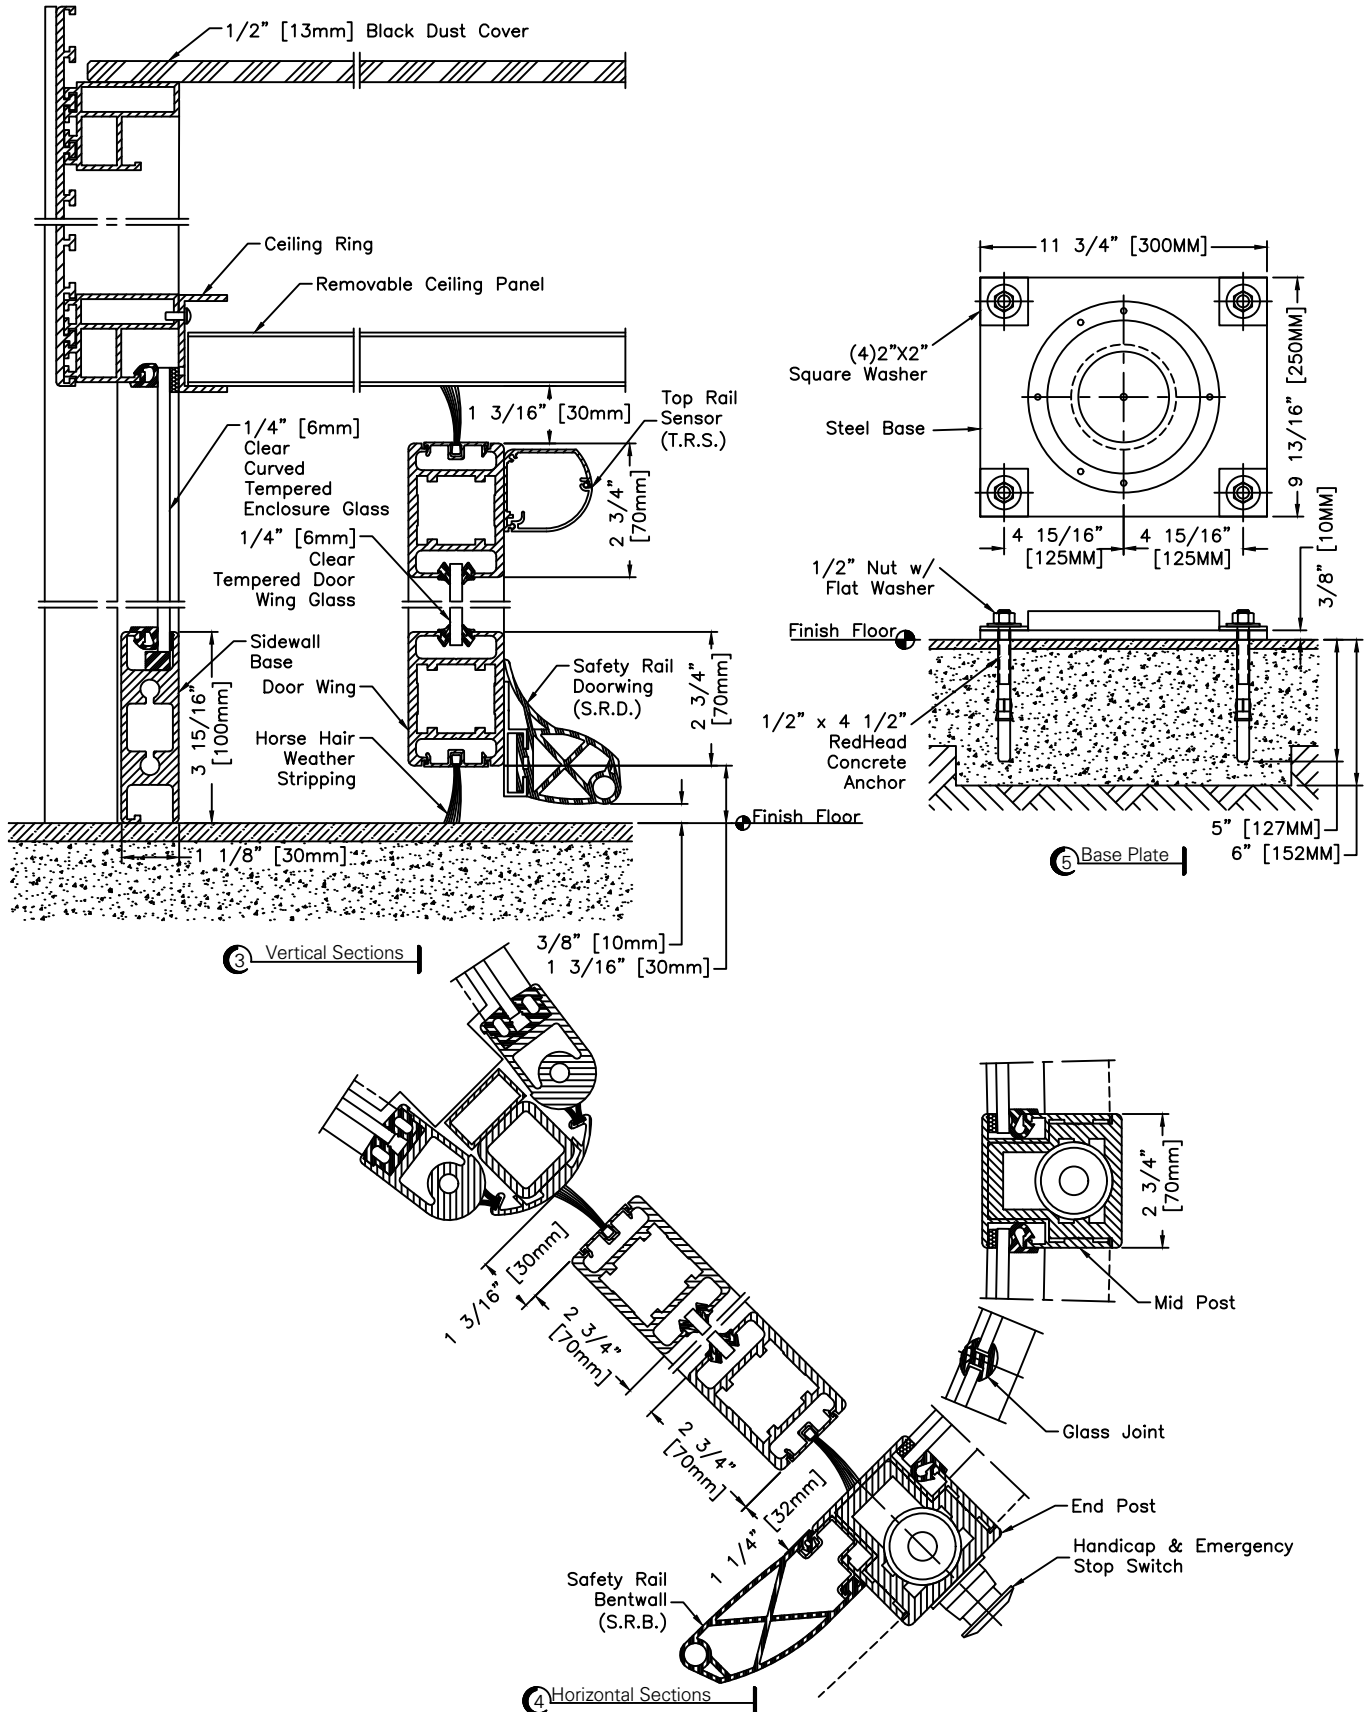 1/2" [13mm] Black Dust Cover
Ceiling Ring
Removable Ceiling Panel
1 3/16" [30mm]
Top Rail
Sensor
(T.R.S.)
1/4" [6mm]
Clear
Curved
Tempered
Enclosure Glass
1/4" [6mm]
Clear
Tempered Door
Wing Glass
2 3/4"
[70mm]
Sidewall
Base
Door Wing
3 15/16"
[100mm]
Horse Hair
Weather
Stripping
Safety Rail
Doorwing
(S.R.D.)
2 3/4"
[70mm]
Finish Floor
1 1/8" [30mm]
3/8" [10mm]
1 3/16" [30mm]
3 Vertical Sections
11 3/4" [300MM]
(4)2"X2"
Square Washer
Steel Base
9 13/16" [250MM]
4 15/16"
[125MM]
4 15/16"
[125MM]
3/8" [10MM]
1/2" Nut w/
Flat Washer
Finish Floor
1/2" x 4 1/2"
RedHead
Concrete
Anchor
5" [127MM]
6" [152MM]
5 Base Plate
1 3/16" [30mm]
2 3/4"
[70mm]
2 3/4"
[70mm]
1 1/4" [32mm]
2 3/4"
[70mm]
Mid Post
Glass Joint
End Post
Handicap & Emergency
Stop Switch
Safety Rail
Bentwall
(S.R.B.)
4 Horizontal Sections